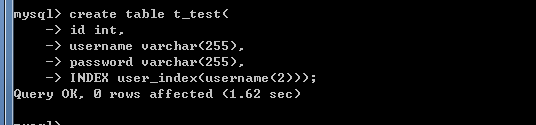 mysql> create table t_test(
    -> id int,
    -> username varchar(255),
    -> password varchar(255),
    -> INDEX user_index(username(2)));
Query OK, 0 rows affected (1.62 sec)
mysql>